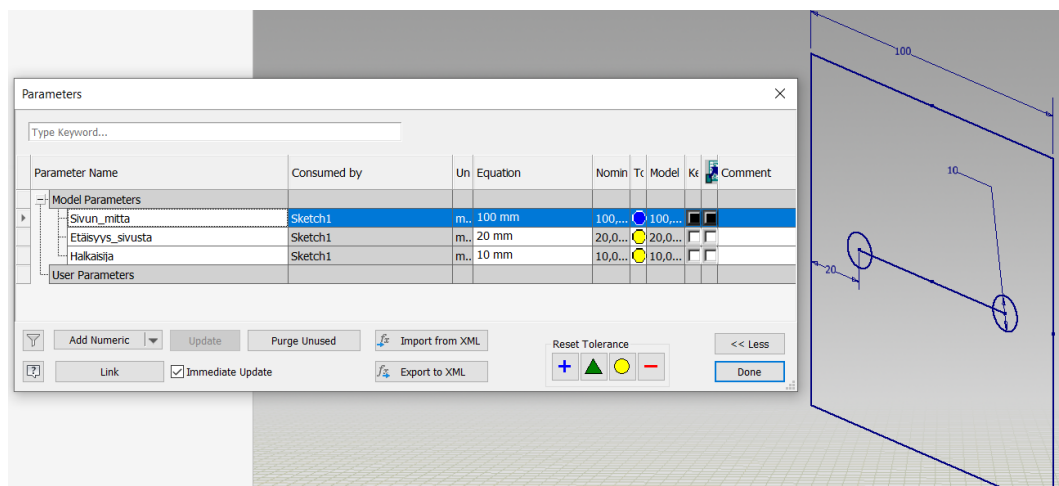 Parameters
Type Keyword...
Parameter Name Consumed by Un Equation Nomin Tc Model Ke Comment
Model Parameters
Sivun_mitta Sketch1 m.. 100 mm 100,... 100,...
Etäisyys_sivusta Sketch1 m.. 20 mm 20,0... 20,0...
Halkaisija Sketch1 m.. 10 mm 10,0... 10,0...
User Parameters
Add Numeric Update Purge Unused fx Import from XML Reset Tolerance << Less
Link Immediate Update fx Export to XML Done
100
10
20